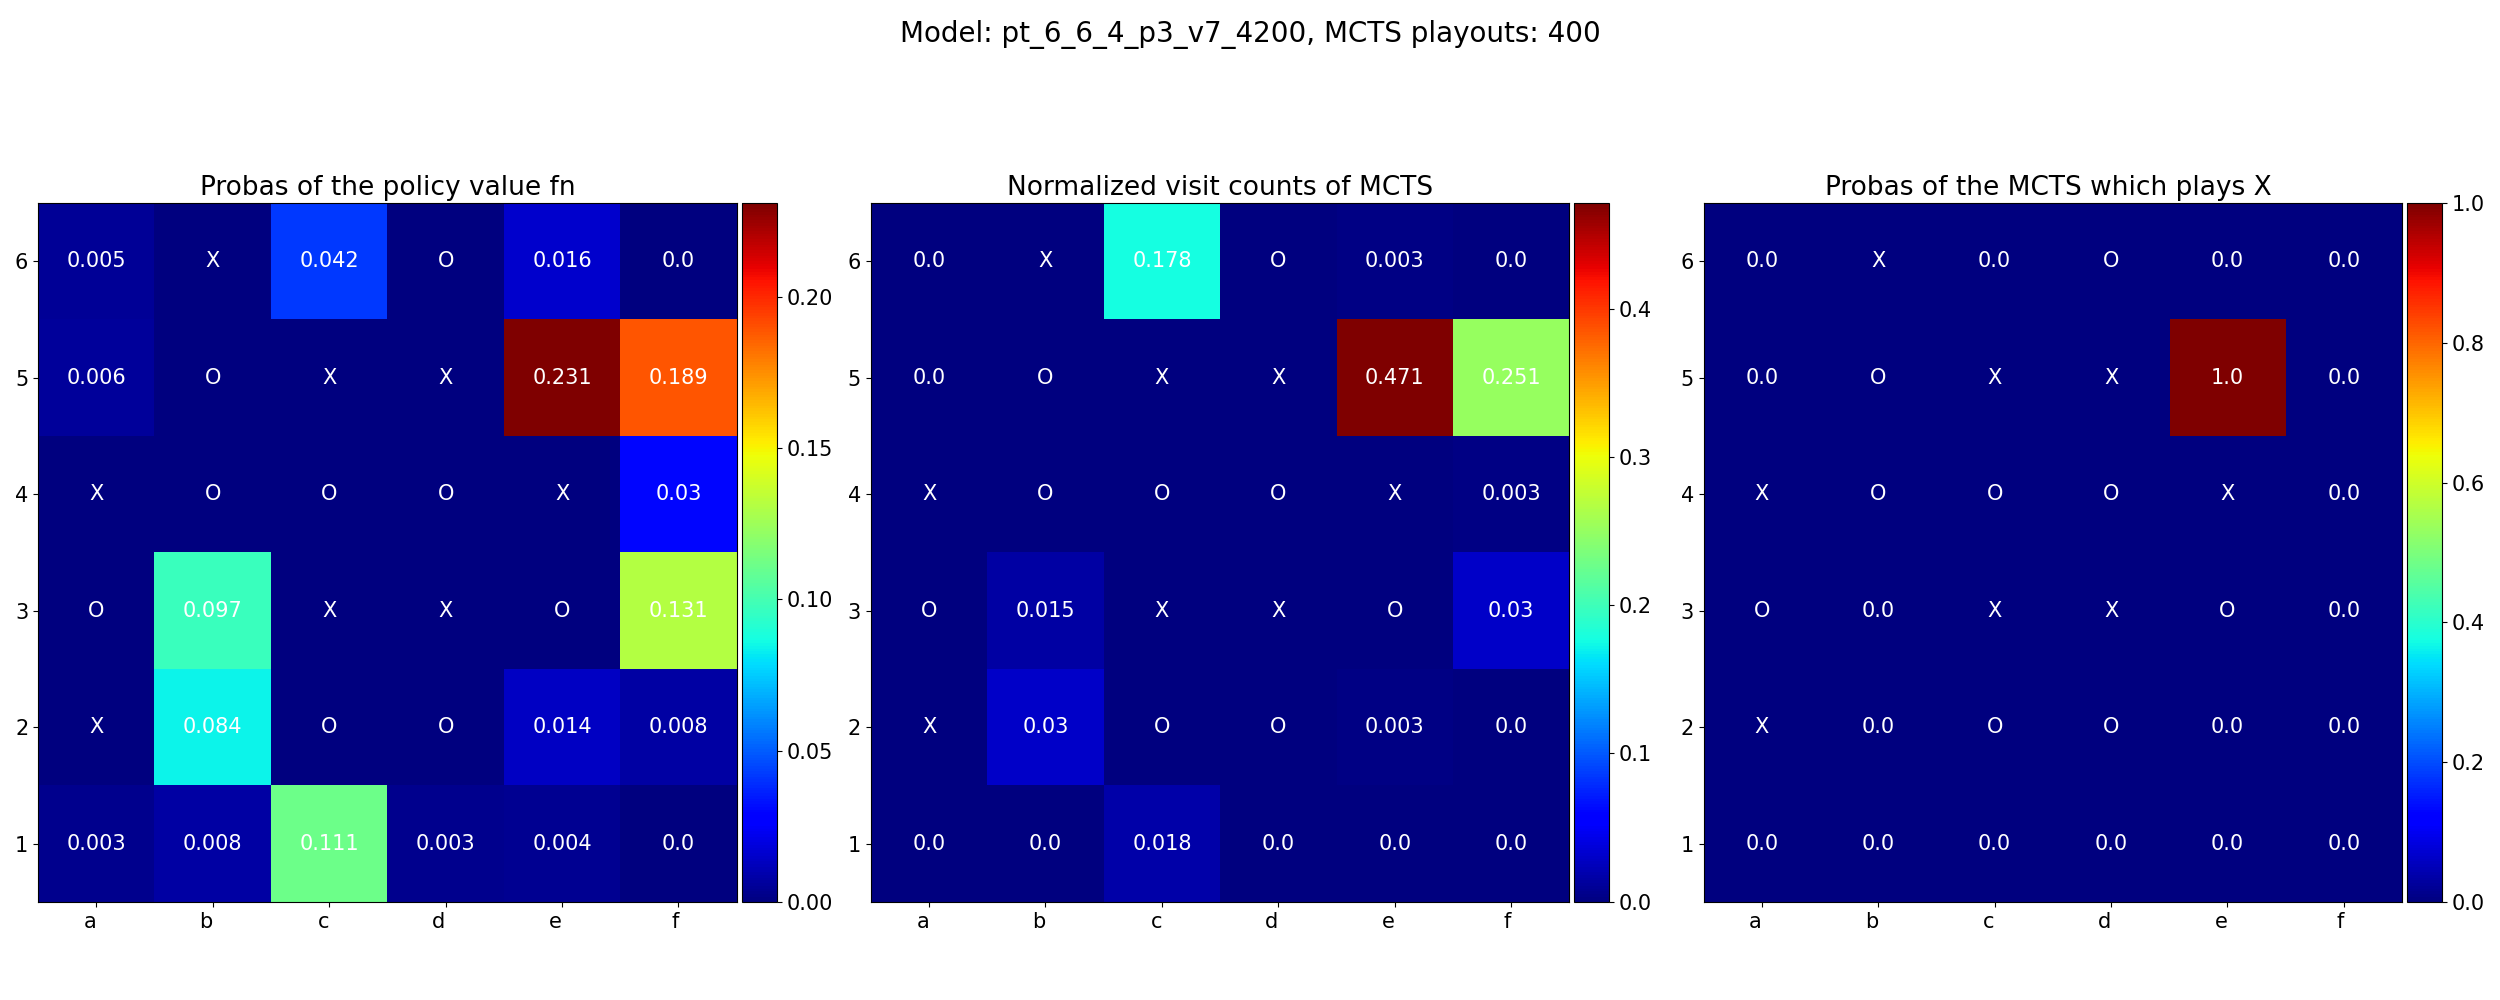 Model: pt_6_6_4_p3_v7_4200, MCTS playouts: 400
Probas of the policy value fn
6 0.005 X 0.042 O 0.016 0.0
5 0.006 O X X 0.231 0.189
4 X O O O X 0.03
3 O 0.097 X X O 0.131
2 X 0.084 O O 0.014 0.008
1 0.003 0.008 0.111 0.003 0.004 0.0
a b c d e f
0.20
0.15
0.10
0.05
0.00
Normalized visit counts of MCTS
6 0.0 X 0.178 O 0.003 0.0
5 0.0 O X X 0.471 0.251
4 X O O O X 0.003
3 O 0.015 X X O 0.03
2 X 0.03 O O 0.003 0.0
1 0.0 0.0 0.018 0.0 0.0 0.0
a b c d e f
0.4
0.3
0.2
0.1
0.0
Probas of the MCTS which plays X
6 0.0 X 0.0 O 0.0 0.0
5 0.0 O X X 1.0 0.0
4 X O O O X 0.0
3 O 0.0 X X O 0.0
2 X 0.0 O O 0.0 0.0
1 0.0 0.0 0.0 0.0 0.0 0.0
a b c d e f
1.0
0.8
0.6
0.4
0.2
0.0